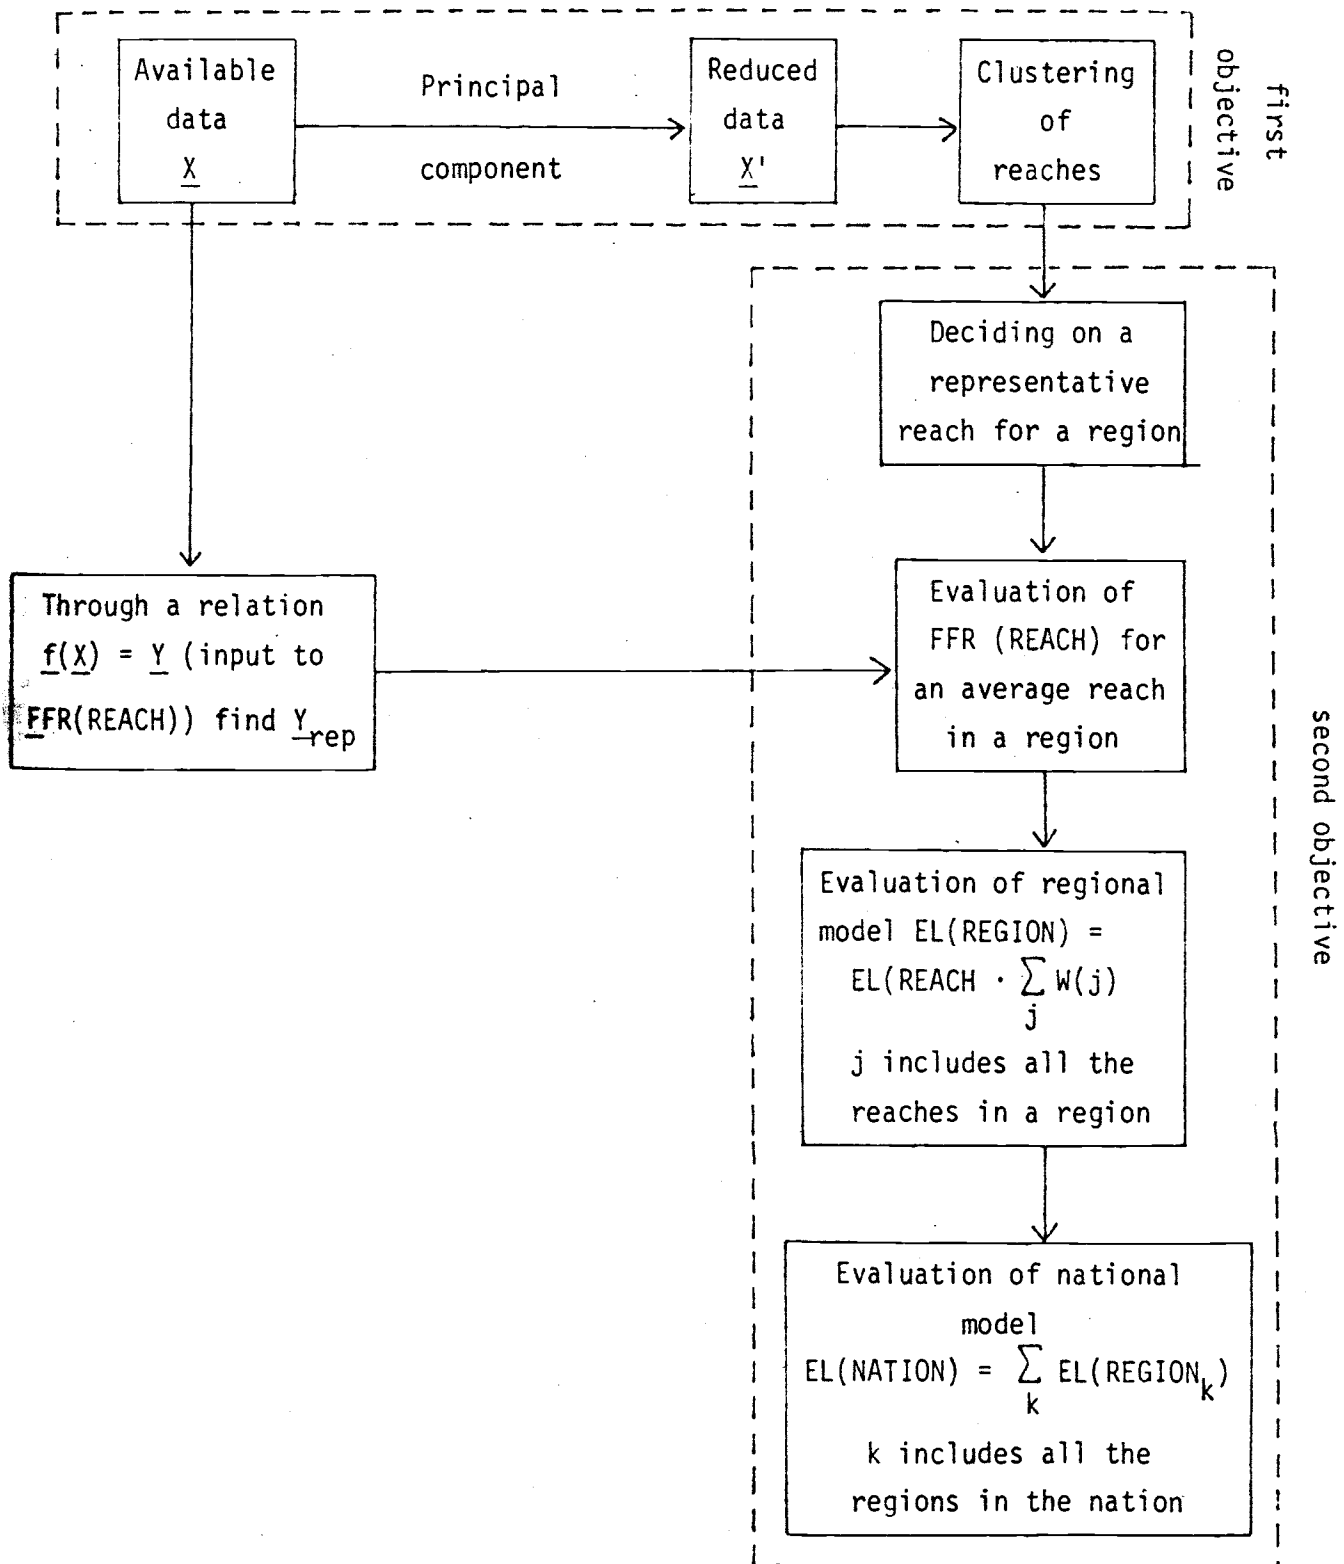 Available
data
X
Principal
component
Reduced
data
X'
Clustering
of
reaches
first
objective
Deciding on a
representative
reach for a region
Through a relation
f(X) = Y (input to
FFR(REACH)) find Y_rep
Evaluation of
FFR (REACH) for
an average reach
in a region
Evaluation of regional
model EL(REGION) =
EL(REACH · ∑ W(j)
j
j includes all the
reaches in a region
Evaluation of national
model
EL(NATION) = ∑ EL(REGION_k)
k
k includes all the
regions in the nation
second objective